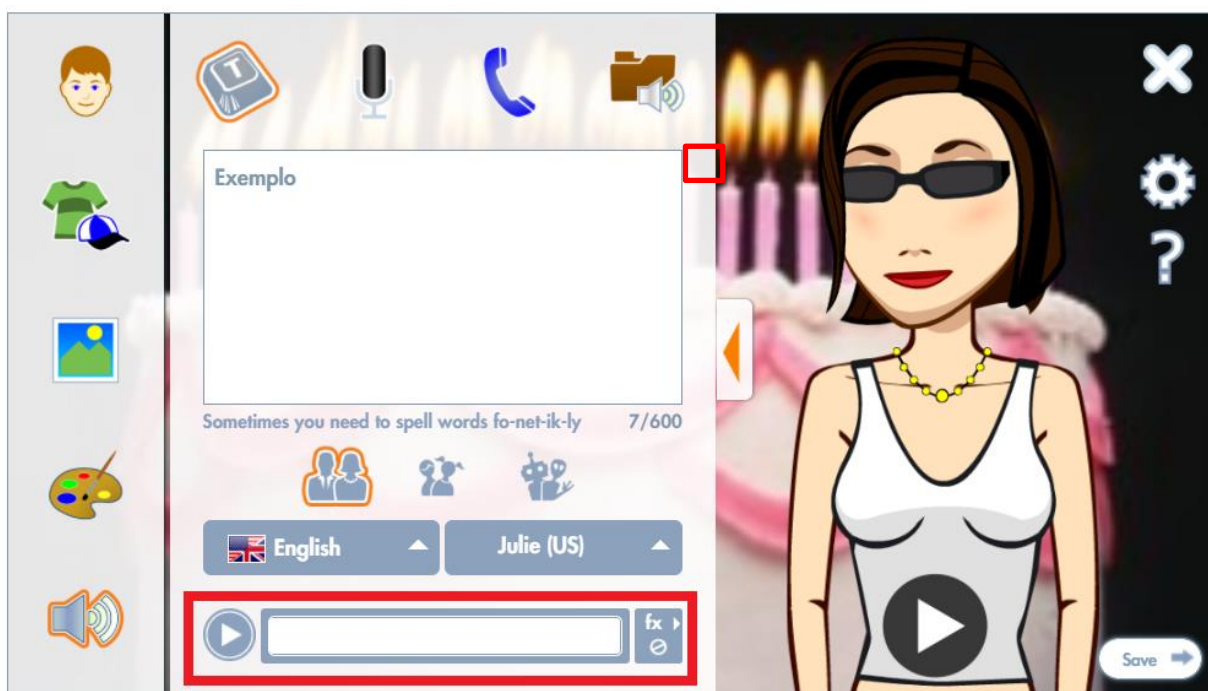 T
Exemplo
Sometimes you need to spell words fo-net-ik-ly 7/600
English
Julie (US)
fx
?
Save